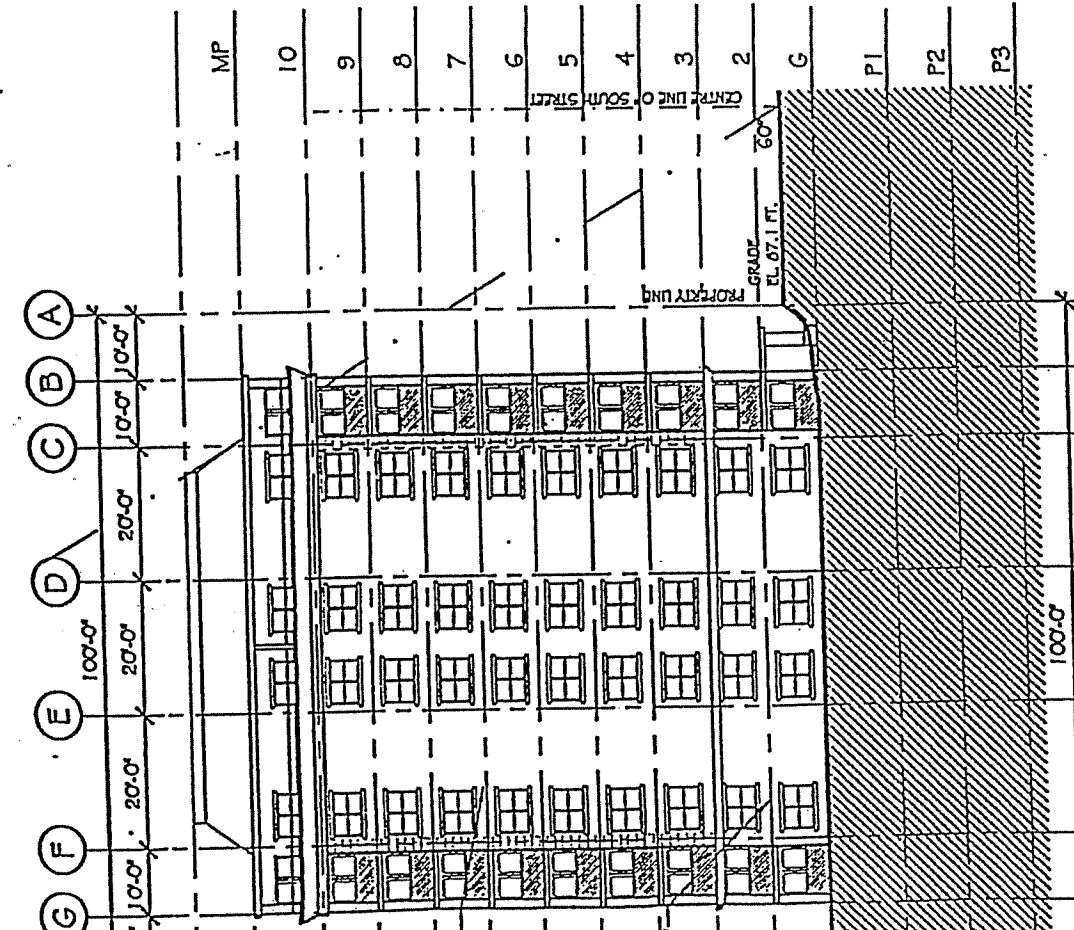 MP
10
9
8
7
6
5
4
3
2
G
P1
P2
P3
CENTRE LINE OF SOUTH STREET
60°
GRADE
EL. 67.1 FT.
PROPERTY LINE
A
B
C
D
E
F
G
10'-0"
10'-0"
20'-0"
20'-0"
20'-0"
10'-0"
100'-0"
100'-0"